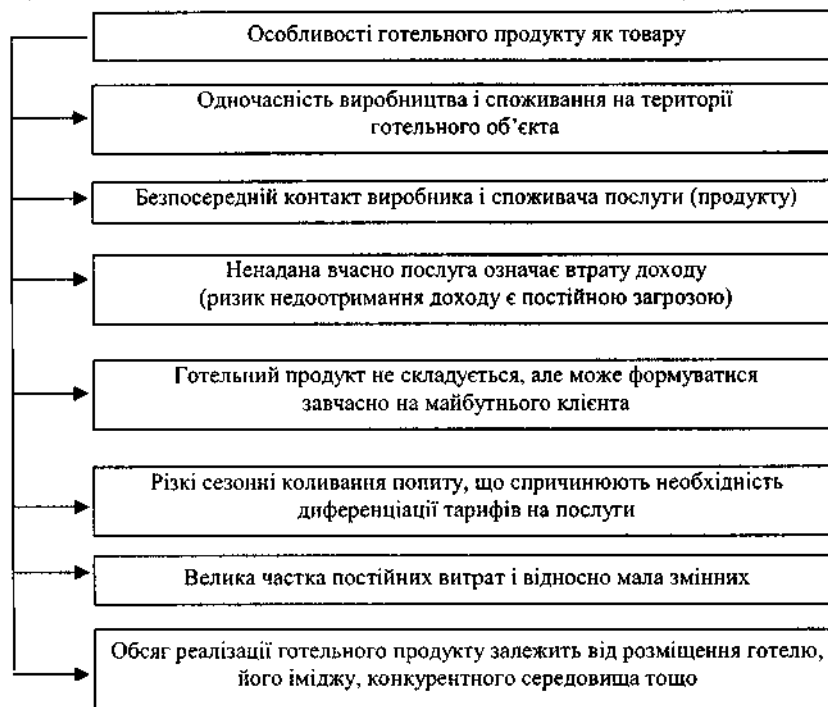 Особливості готельного продукту як товару
Одночасність виробництва і споживання на території
готельного об’єкта
Безпосередній контакт виробника і споживача послуги (продукту)
Ненадана вчасно послуга означає втрату доходу
(ризик недоотримання доходу є постійною загрозою)
Готельний продукт не складується, але може формуватися
завчасно на майбутнього клієнта
Різкі сезонні коливання попиту, що спричинюють необхідність
диференціації тарифів на послуги
Велика частка постійних витрат і відносно мала змінних
Обсяг реалізації готельного продукту залежить від розміщення готелю,
його іміджу, конкурентного середовища тощо